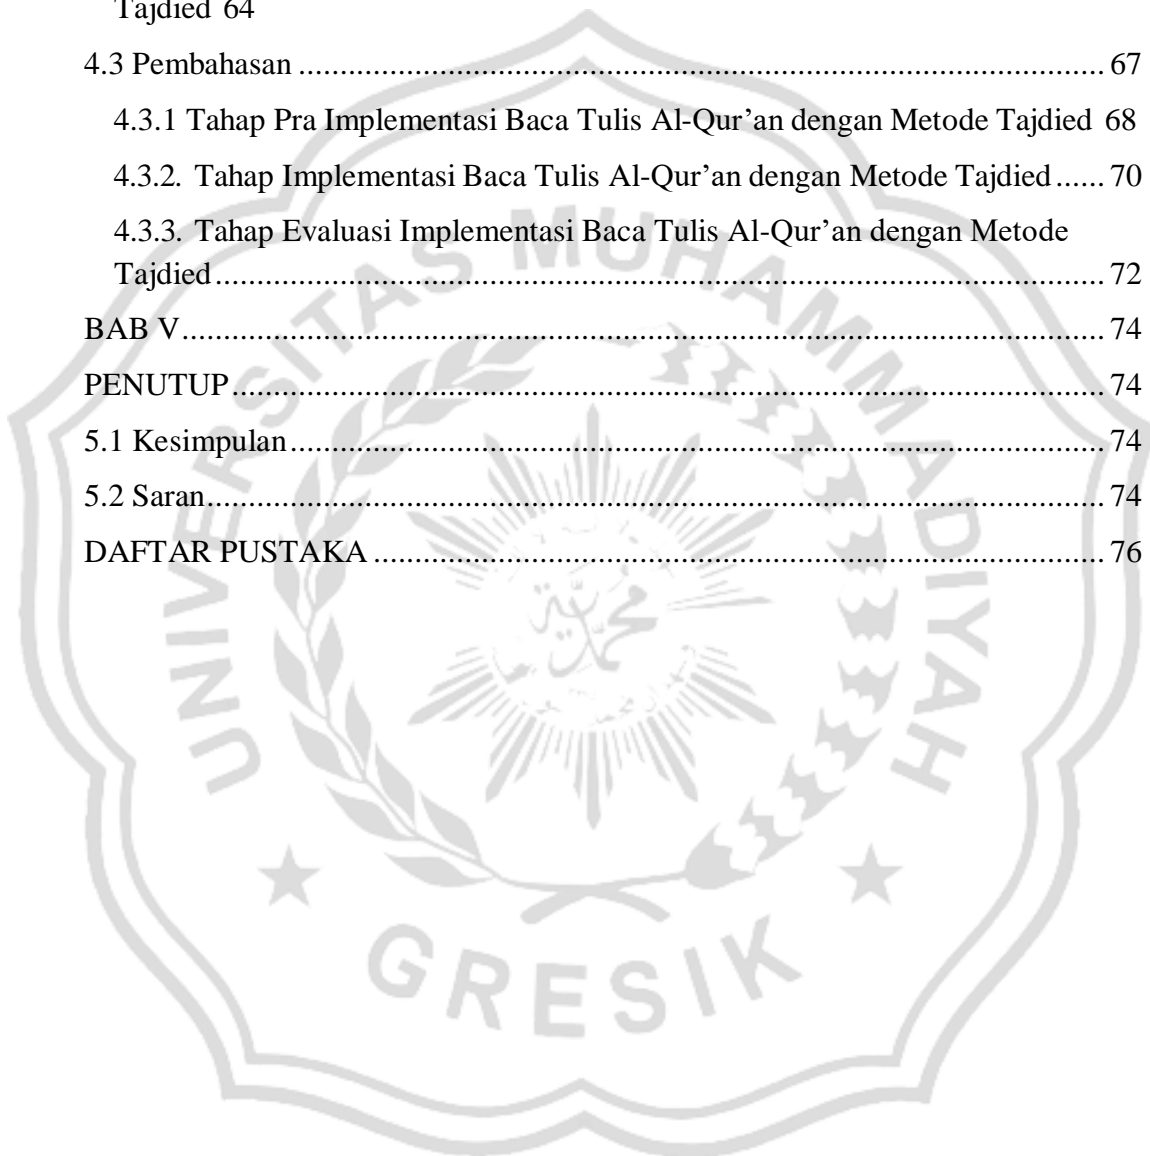 Tajdied 64
4.3 Pembahasan .................................................................................................. 67
4.3.1 Tahap Pra Implementasi Baca Tulis Al-Qur’an dengan Metode Tajdied 68
4.3.2. Tahap Implementasi Baca Tulis Al-Qur’an dengan Metode Tajdied ...... 70
4.3.3. Tahap Evaluasi Implementasi Baca Tulis Al-Qur’an dengan Metode
Tajdied ............................................................................................................ 72
BAB V ................................................................................................................ 74
PENUTUP .......................................................................................................... 74
5.1 Kesimpulan ................................................................................................... 74
5.2 Saran ............................................................................................................. 74
DAFTAR PUSTAKA ......................................................................................... 76
UNIVERSITAS MUHAMMADIYAH
GRESIK